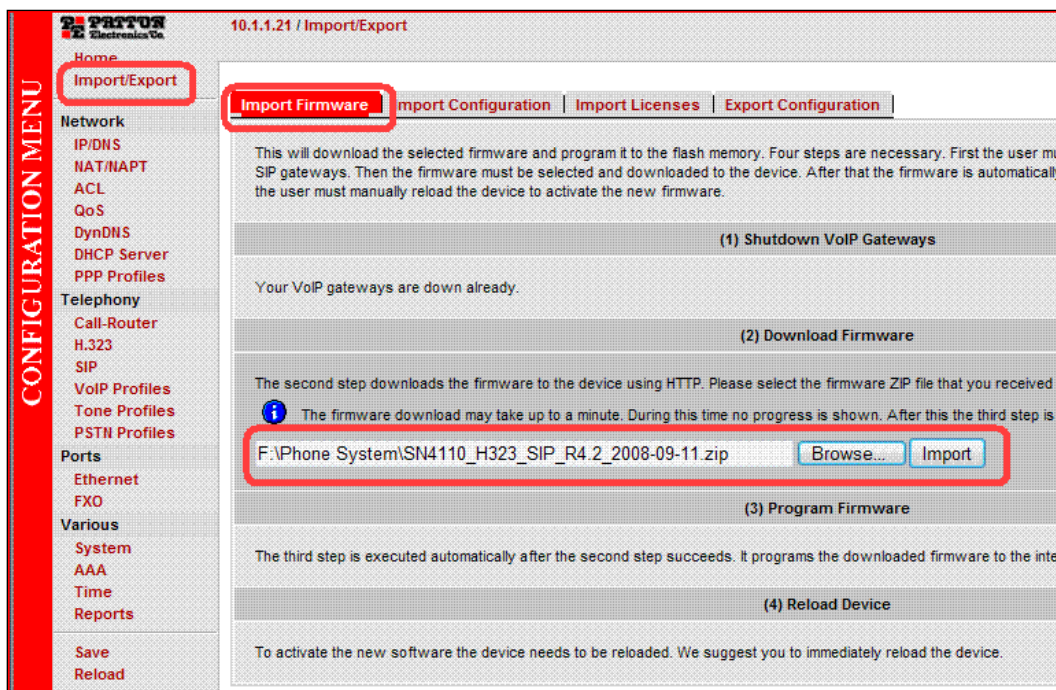 CONFIGURATION MENU
PATTON
Electronics Co.
Home
Import/Export
Network
IP/DNS
NAT/NAPT
ACL
QoS
DynDNS
DHCP Server
PPP Profiles
Telephony
Call-Router
H.323
SIP
VoIP Profiles
Tone Profiles
PSTN Profiles
Ports
Ethernet
FXO
Various
System
AAA
Time
Reports
Save
Reload
10.1.1.21 / Import/Export
Import Firmware | Import Configuration | Import Licenses | Export Configuration |
This will download the selected firmware and program it to the flash memory. Four steps are necessary. First the user mu
SIP gateways. Then the firmware must be selected and downloaded to the device. After that the firmware is automatically
the user must manually reload the device to activate the new firmware.
(1) Shutdown VoIP Gateways
Your VoIP gateways are down already.
(2) Download Firmware
The second step downloads the firmware to the device using HTTP. Please select the firmware ZIP file that you received
The firmware download may take up to a minute. During this time no progress is shown. After this the third step is
F:\Phone System\SN4110_H323_SIP_R4.2_2008-09-11.zip Browse... Import
(3) Program Firmware
The third step is executed automatically after the second step succeeds. It programs the downloaded firmware to the inte
(4) Reload Device
To activate the new software the device needs to be reloaded. We suggest you to immediately reload the device.